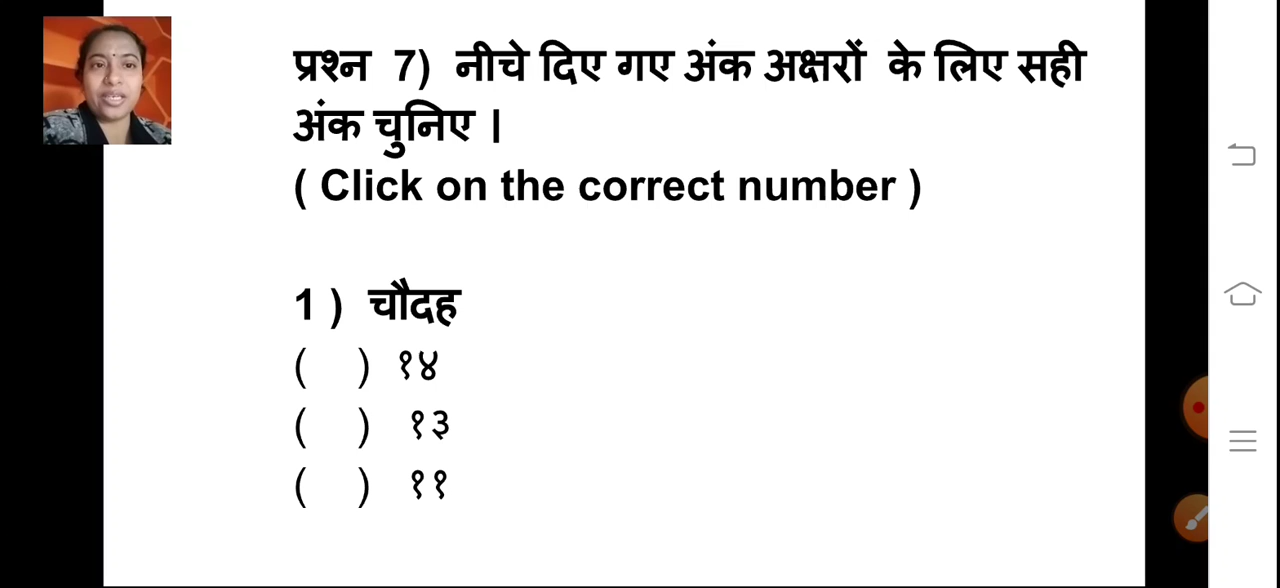 प्रश्न 7) नीचे दिए गए अंक अक्षरों के लिए सही
अंक चुनिए ।
( Click on the correct number )
1 ) चौदह
( ) १४
( ) १३
( ) ११